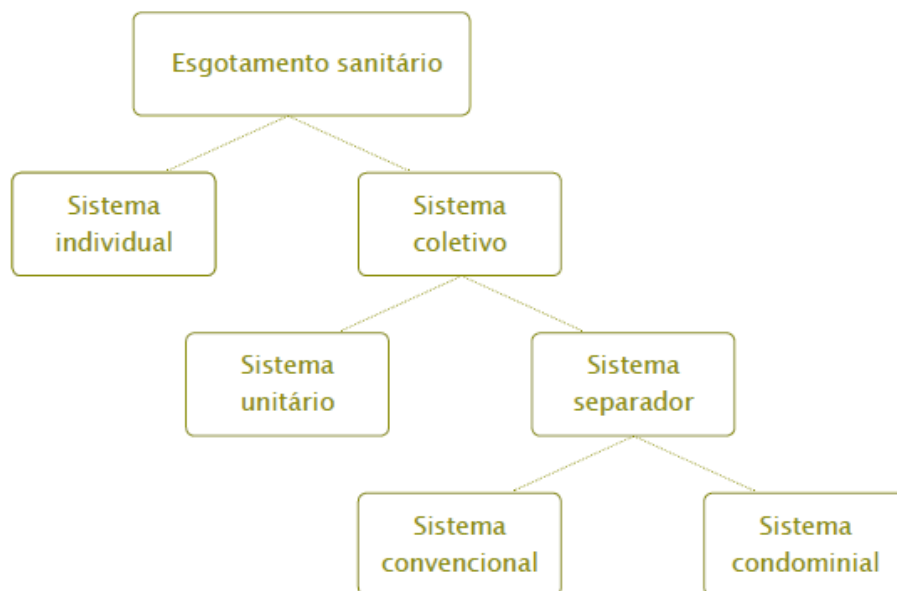 Esgotamento sanitário
Sistema
individual
Sistema
coletivo
Sistema
unitário
Sistema
separador
Sistema
convencional
Sistema
condominial